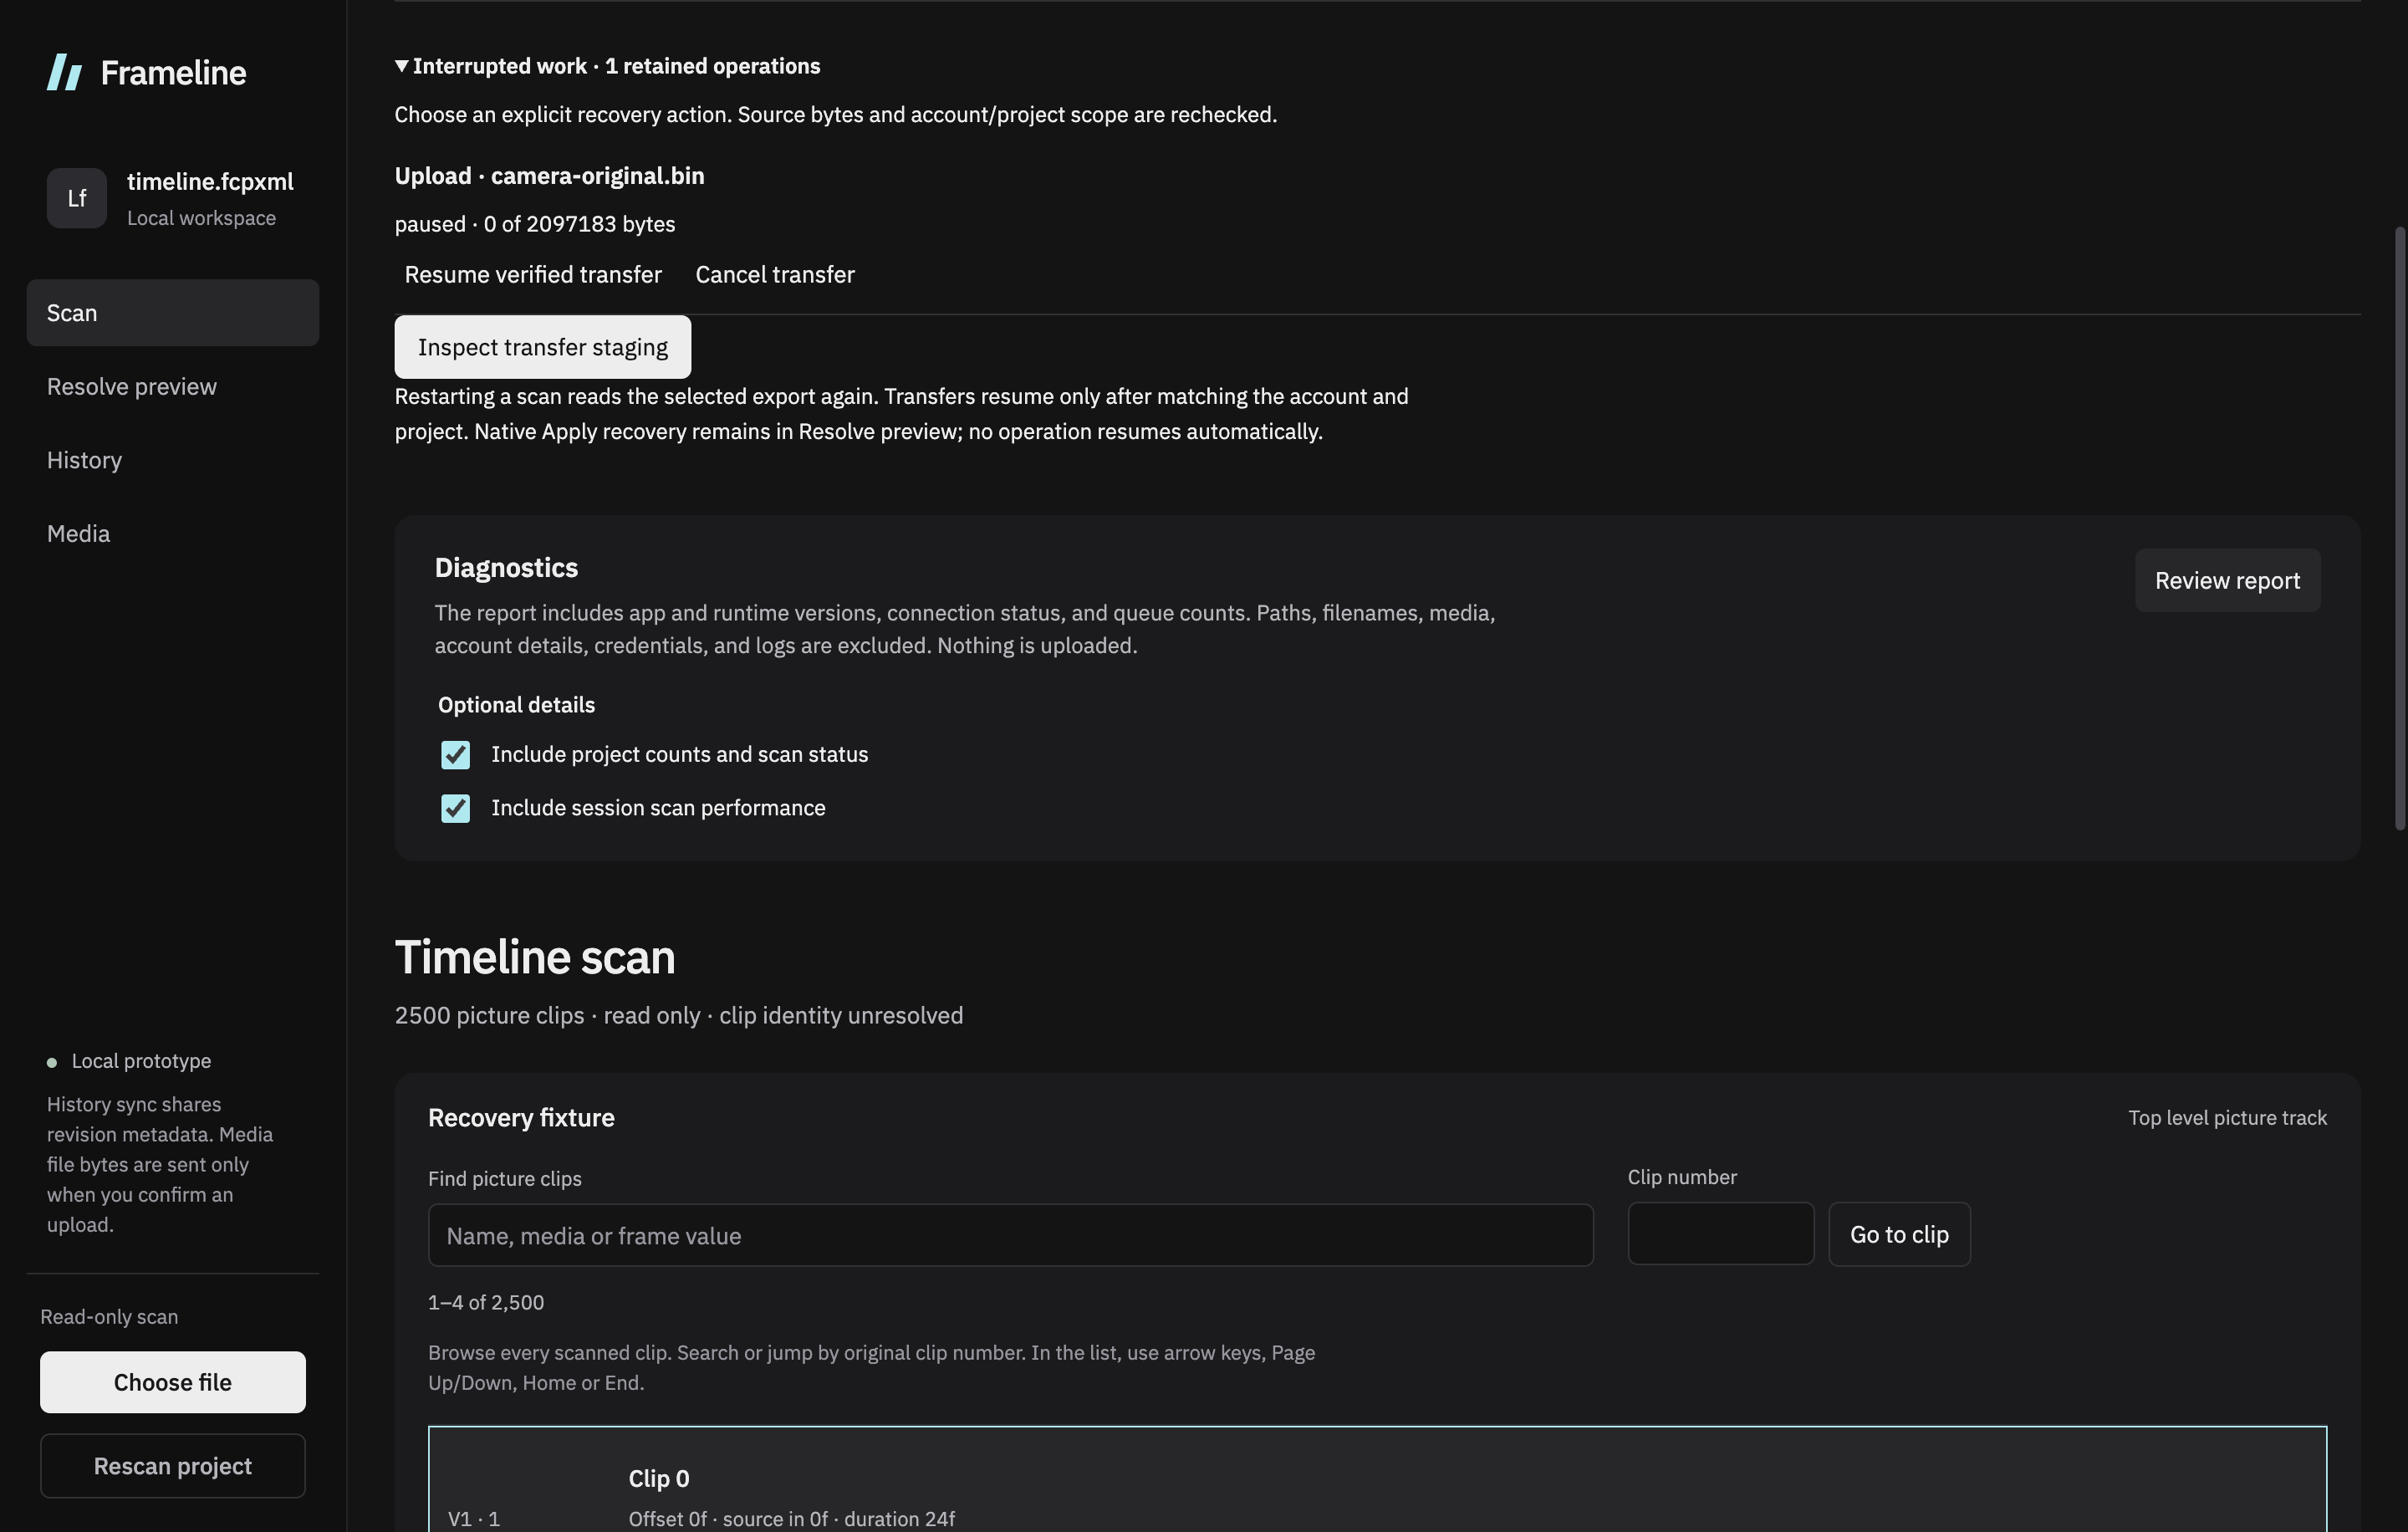 Frameline
Lf
timeline.fcpxml
Local workspace
Scan
Resolve preview
History
Media
Local prototype
History sync shares
revision metadata. Media
file bytes are sent only
when you confirm an
upload.
Read-only scan
Choose file
Rescan project
Interrupted work · 1 retained operations
Choose an explicit recovery action. Source bytes and account/project scope are rechecked.
Upload · camera-original.bin
paused · 0 of 2097183 bytes
Resume verified transfer Cancel transfer
Inspect transfer staging
Restarting a scan reads the selected export again. Transfers resume only after matching the account and
project. Native Apply recovery remains in Resolve preview; no operation resumes automatically.
Diagnostics
Review report
The report includes app and runtime versions, connection status, and queue counts. Paths, filenames, media,
account details, credentials, and logs are excluded. Nothing is uploaded.
Optional details
Include project counts and scan status
Include session scan performance
Timeline scan
2500 picture clips · read only · clip identity unresolved
Recovery fixture
Top level picture track
Find picture clips
Clip number
Name, media or frame value
Go to clip
1–4 of 2,500
Browse every scanned clip. Search or jump by original clip number. In the list, use arrow keys, Page
Up/Down, Home or End.
Clip 0
V1 · 1
Offset 0f · source in 0f · duration 24f